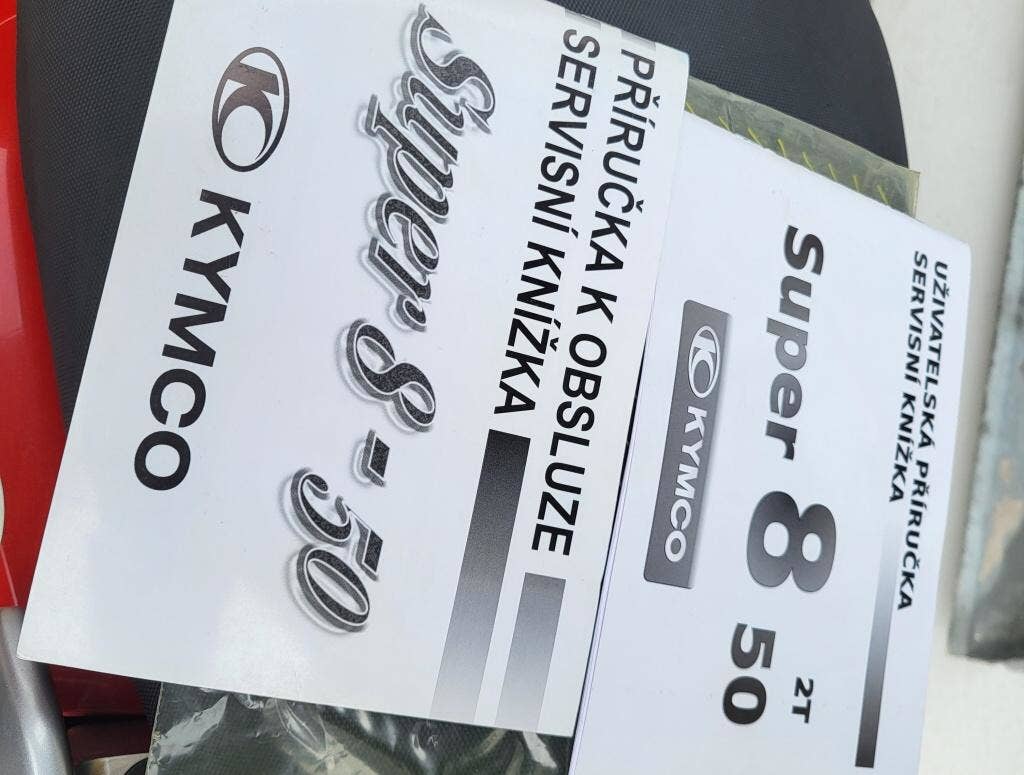 PŘÍRUČKA K OBSLUZE
SERVISNÍ KNÍŽKA
Super 8 - 50
KYMCO
UŽIVATELSKÁ PŘÍRUČKA
SERVISNÍ KNÍŽKA
Super 8 50
2T
KYMCO